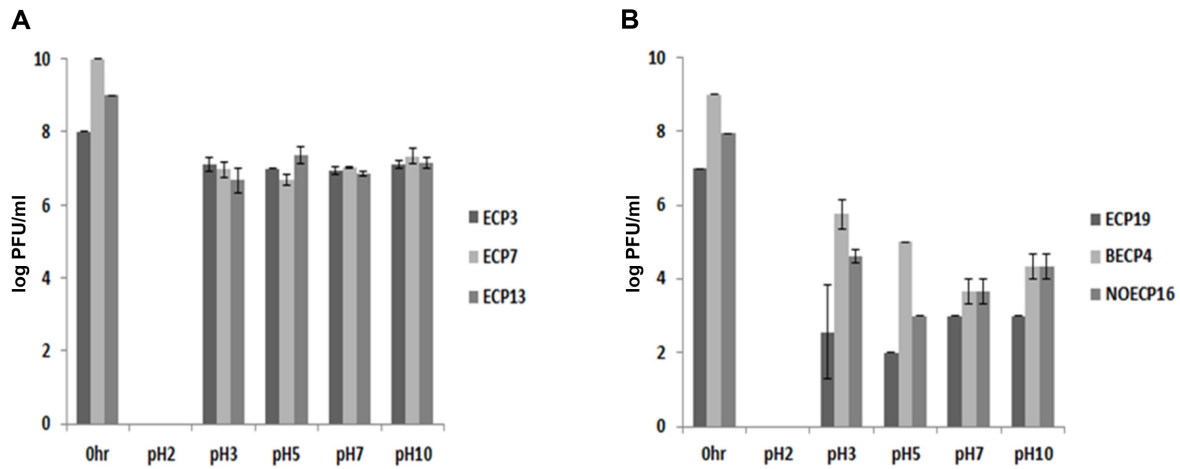 A
log PFU/ml
10
8
6
4
2
0
0hr pH2 pH3 pH5 pH7 pH10
ECP3
ECP7
ECP13
B
log PFU/ml
10
8
6
4
2
0
0hr pH2 pH3 pH5 pH7 pH10
ECP19
BECP4
NOECP16